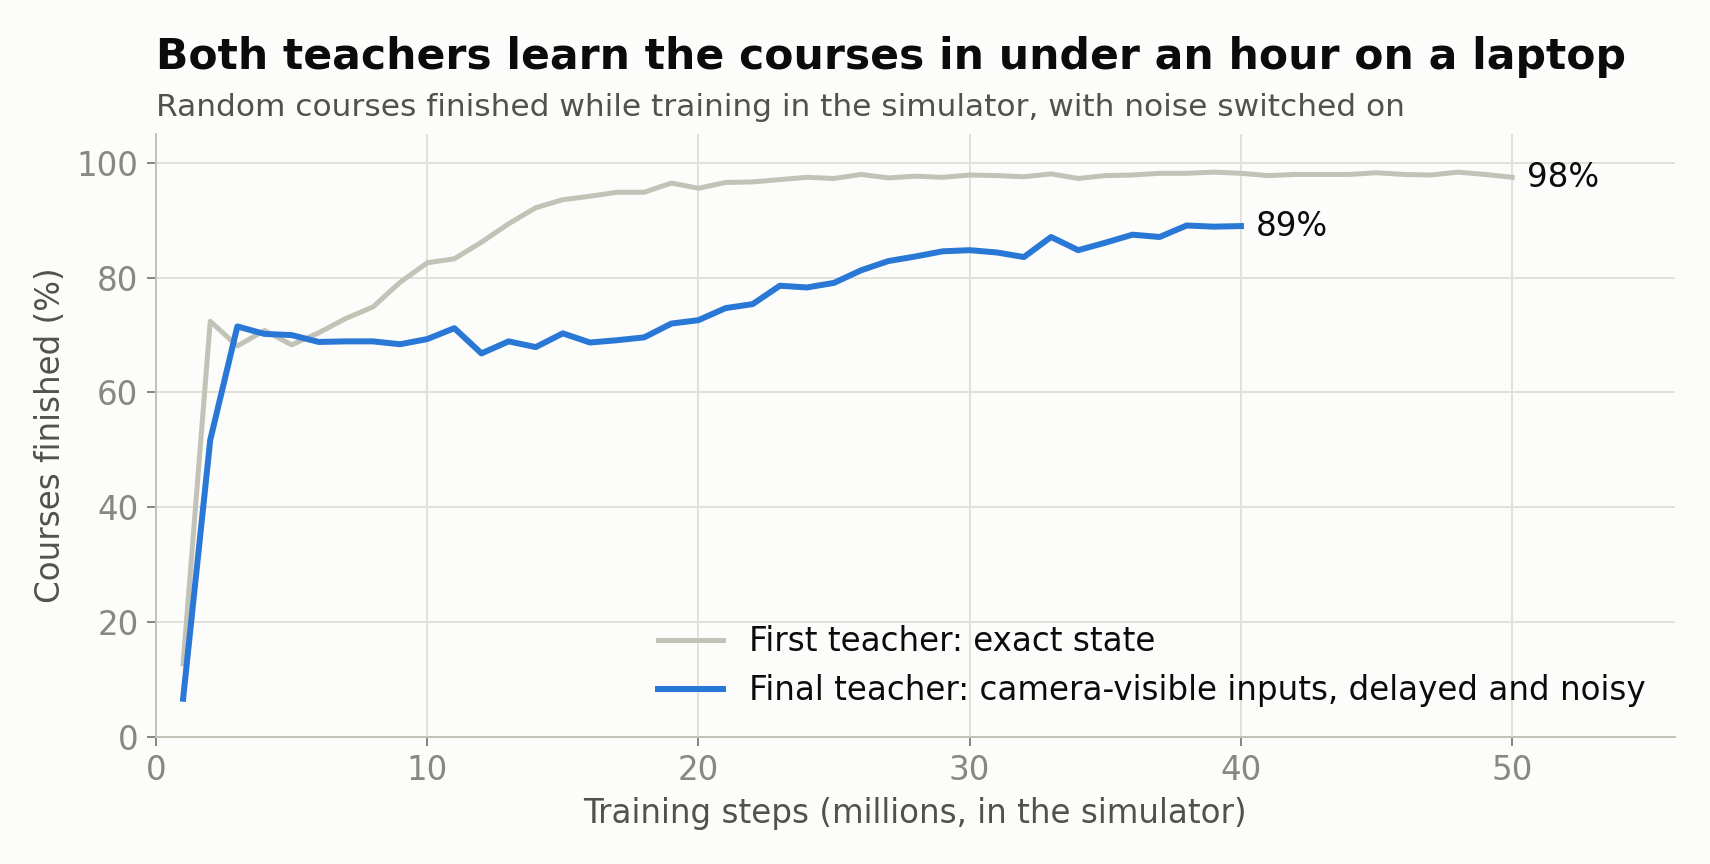 Both teachers learn the courses in under an hour on a laptop
Random courses finished while training in the simulator, with noise switched on
Courses finished (%)
100
80
60
40
20
0
98%
89%
First teacher: exact state
Final teacher: camera-visible inputs, delayed and noisy
0 10 20 30 40 50
Training steps (millions, in the simulator)